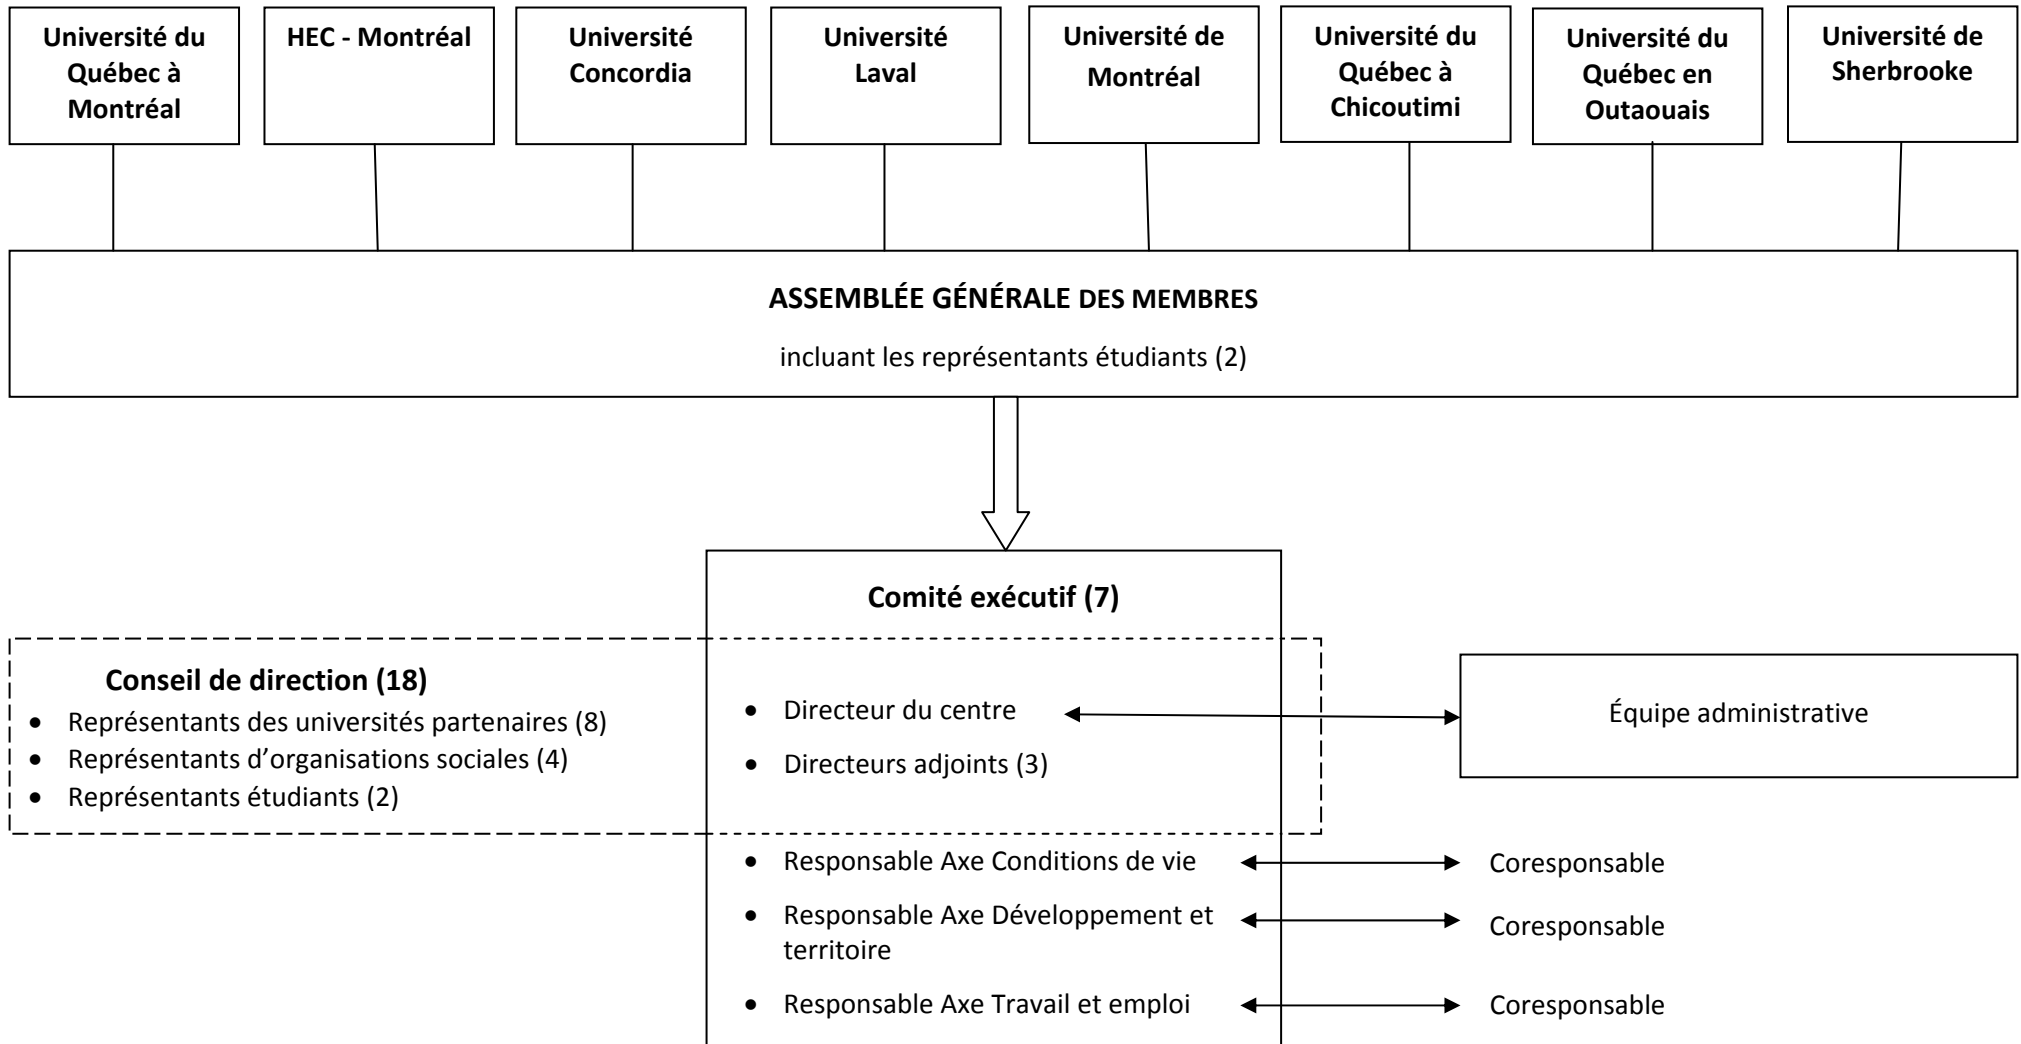 Université du
Québec à
Montréal
HEC - Montréal
Université
Concordia
Université
Laval
Université de
Montréal
Université du
Québec à
Chicoutimi
Université du
Québec en
Outaouais
Université de
Sherbrooke
ASSEMBLÉE GÉNÉRALE DES MEMBRES
incluant les représentants étudiants (2)
Comité exécutif (7)
Conseil de direction (18)
• Représentants des universités partenaires (8)
• Représentants d’organisations sociales (4)
• Représentants étudiants (2)
• Directeur du centre
• Directeurs adjoints (3)
Équipe administrative
• Responsable Axe Conditions de vie
Coresponsable
• Responsable Axe Développement et
territoire
Coresponsable
• Responsable Axe Travail et emploi
Coresponsable